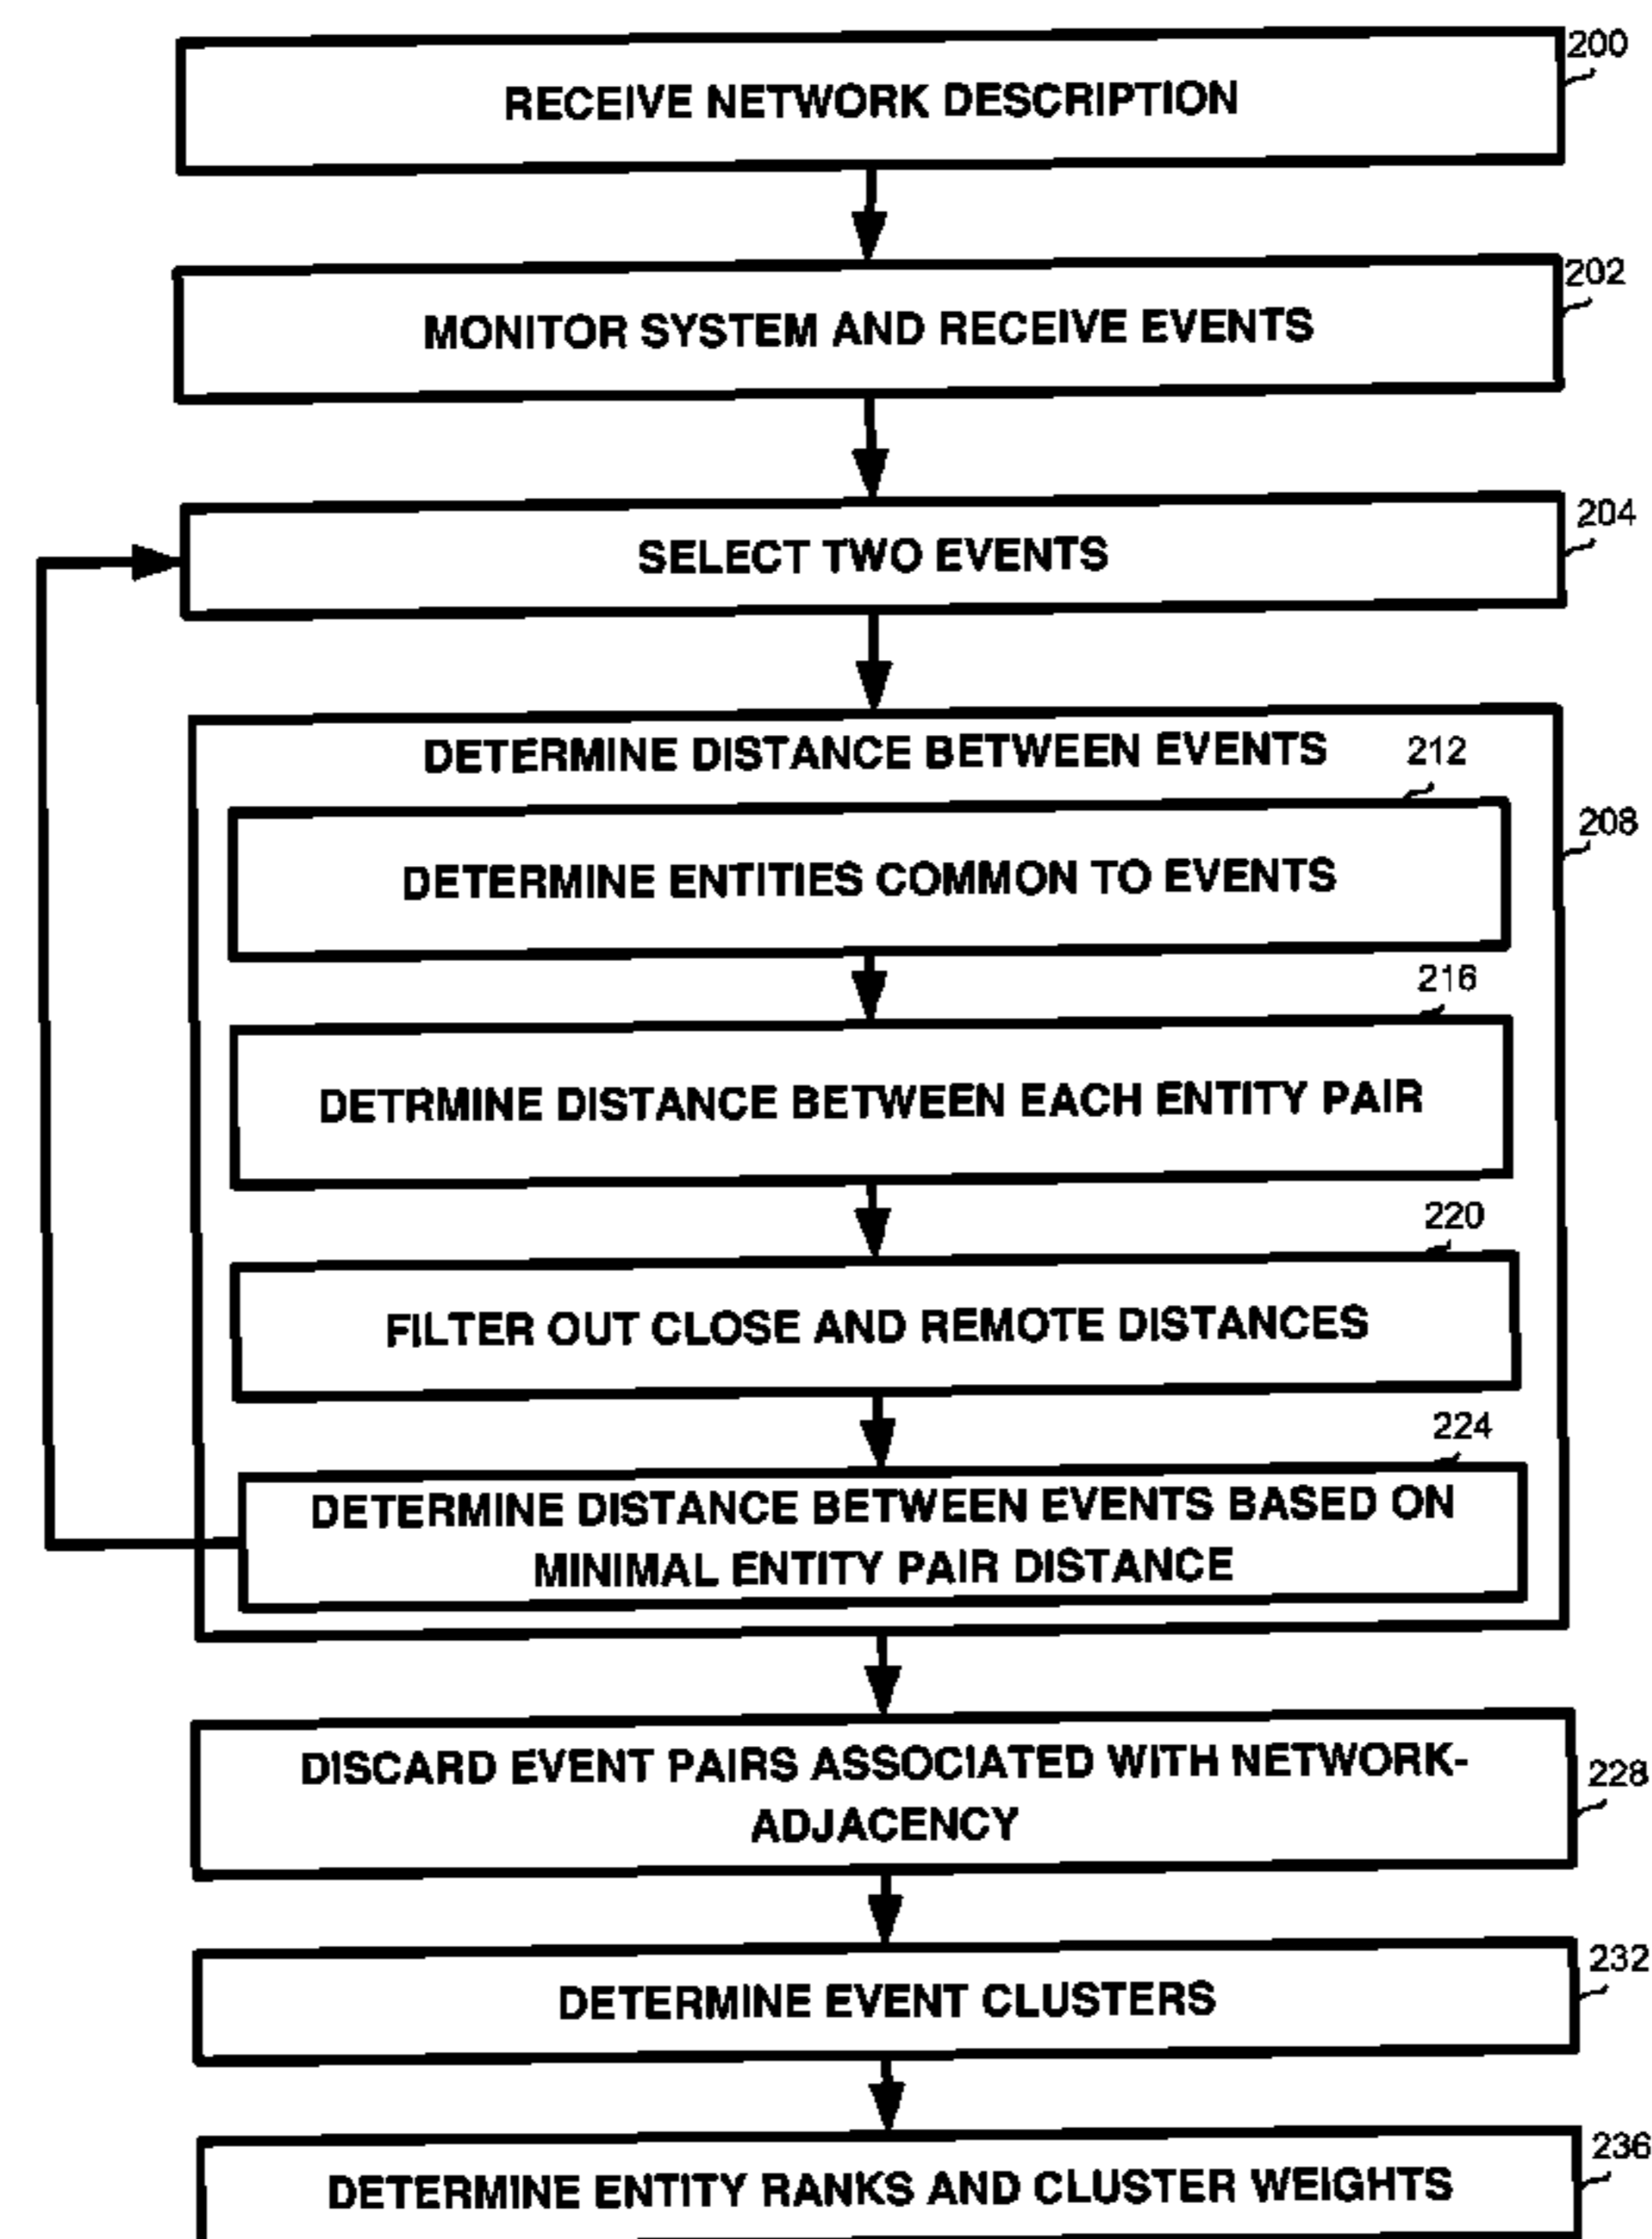 200
RECEIVE NETWORK DESCRIPTION
202
MONITOR SYSTEM AND RECEIVE EVENTS
204
SELECT TWO EVENTS
DETERMINE DISTANCE BETWEEN EVENTS
212
208
DETERMINE ENTITIES COMMON TO EVENTS
216
DETRMINE DISTANCE BETWEEN EACH ENTITY PAIR
220
FILTER OUT CLOSE AND REMOTE DISTANCES
224
DETERMINE DISTANCE BETWEEN EVENTS BASED ON
MINIMAL ENTITY PAIR DISTANCE
DISCARD EVENT PAIRS ASSOCIATED WITH NETWORK-
228
ADJACENCY
232
DETERMINE EVENT CLUSTERS
236
DETERMINE ENTITY RANKS AND CLUSTER WEIGHTS